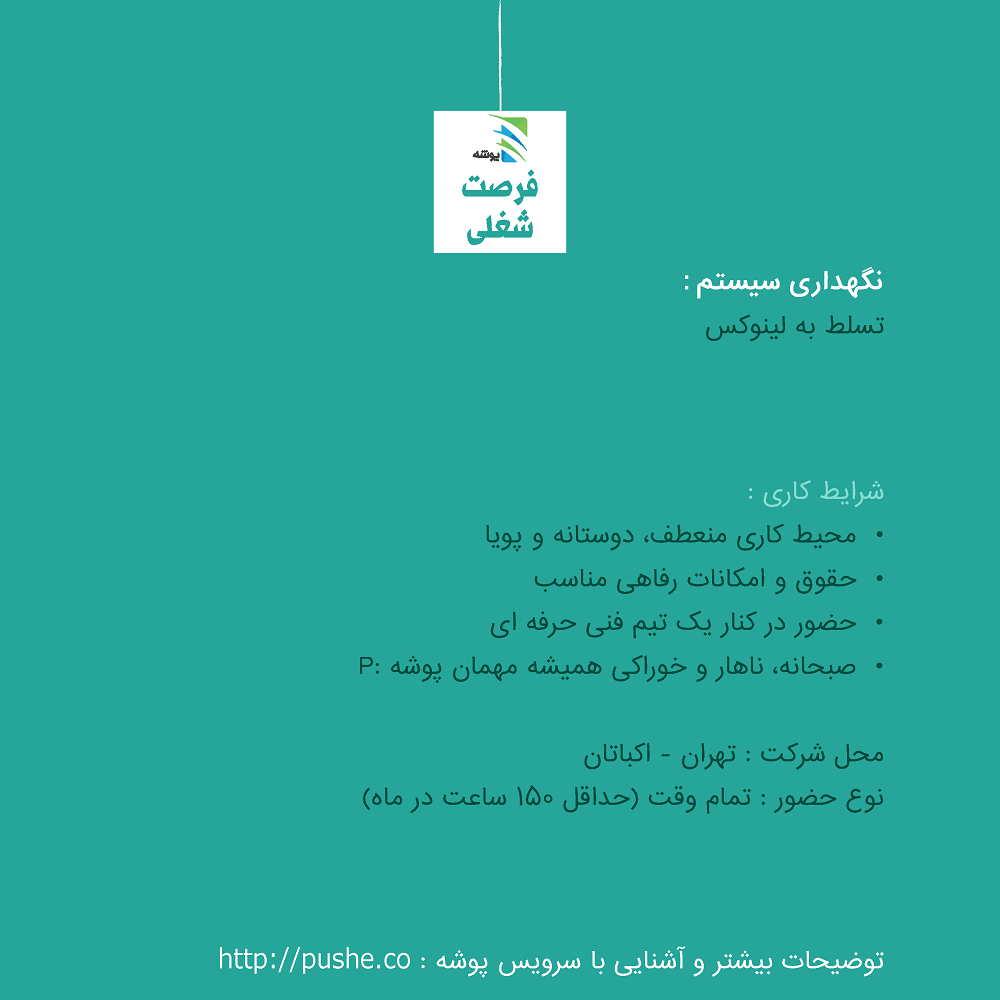 پوشه
فرصت
شغلی
نگهداری سیستم :
تسلط به لینوکس
شرایط کاری :
• محیط کاری منعطف، دوستانه و پویا
• حقوق و امکانات رفاهی مناسب
• حضور در کنار یک تیم فنی حرفه ای
• صبحانه، ناهار و خوراکی همیشه مهمان پوشه :P
محل شرکت : تهران - اکباتان
نوع حضور : تمام وقت (حداقل ۱۵۰ ساعت در ماه)
توضیحات بیشتر و آشنایی با سرویس پوشه : http://pushe.co